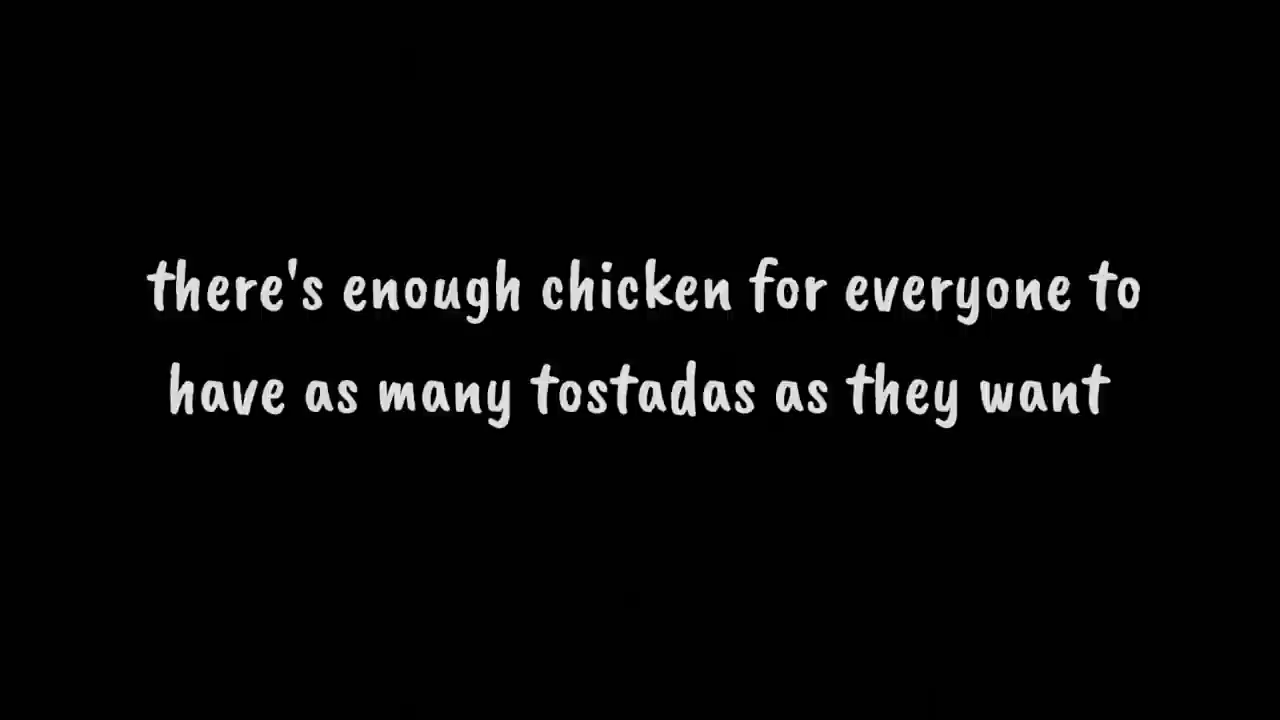 there's enough chicken for everyone to
have as many tostadas as they want